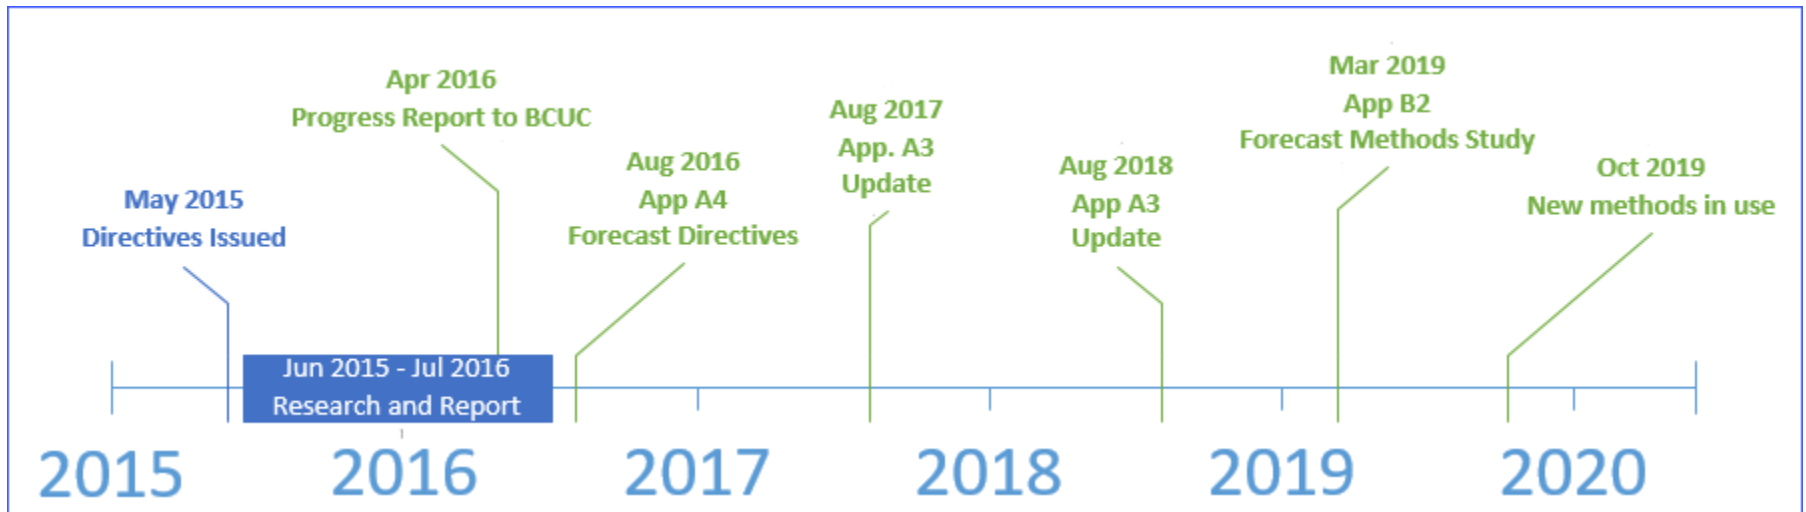 May 2015
Directives Issued
Apr 2016
Progress Report to BCUC
Aug 2016
App A4
Forecast Directives
Aug 2017
App. A3
Update
Aug 2018
App A3
Update
Mar 2019
App B2
Forecast Methods Study
Oct 2019
New methods in use
Jun 2015 - Jul 2016
Research and Report
2015
2016
2017
2018
2019
2020